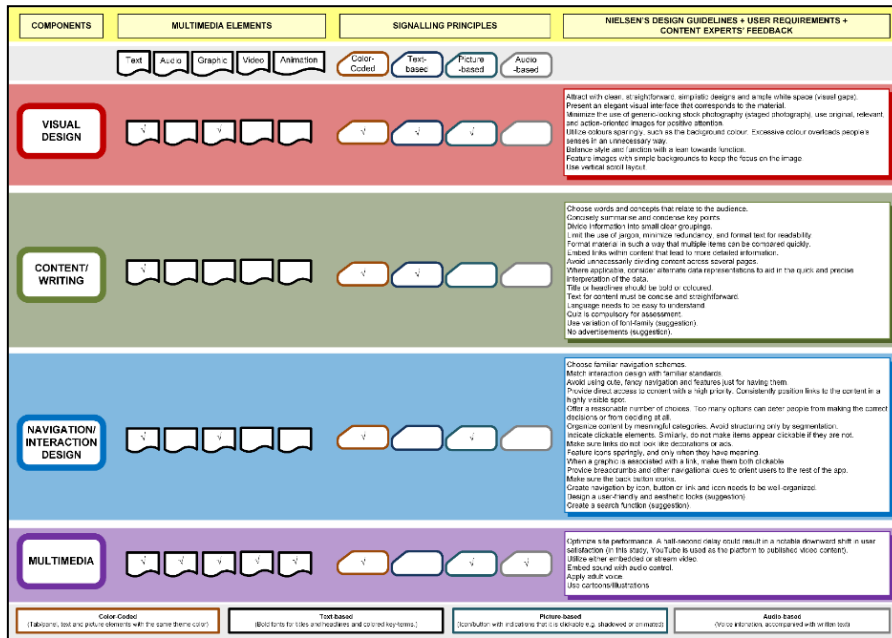 COMPONENTS
MULTIMEDIA ELEMENTS
SIGNALLING PRINCIPLES
NIELSEN'S DESIGN GUIDELINES + USER REQUIREMENTS +
CONTENT EXPERTS' FEEDBACK
Text Audio Graphic Video Animation
Color-
Coded
Text-
based
Picture
-based
Audio
-based
VISUAL
DESIGN
√ √ √ √ √
Attract with clean, straightforward, simplistic designs and ample white space (visual gaps).
Present an elegant visual interface that corresponds to the material.
Minimize the use of generic-looking stock photography (staged photograph), use original, relevant,
and action-oriented images for positive attention.
Utilize colours sparingly, such as the background colour. Excessive colour overloads people's
senses in an unnecessary way.
Balance style and function with a lean towards function.
Feature images with simple backgrounds to keep the focus on the image
Use vertical scroll layout
CONTENT/
WRITING
√ √ √
Choose words and concepts that relate to the audience.
Concisely summarise and condense key points
Divide information into small clear groupings.
Limit the use of jargon, minimize redundancy, and format text for readability.
Format material in such a way that multiple items can be compared quickly.
Embed links within content that lead to more detailed information.
Avoid unnecessarily dividing content across several pages.
Where applicable, consider alternate data representations to aid in the quick and precise
interpretation of the data.
Title or headlines should be bold or coloured.
Text for content must be concise and straightforward.
Language needs to be easy to understand
Quiz is compulsory for assessment.
Use variation of font-family (suggestion).
No advertisements (suggestion).
NAVIGATION/
INTERACTION
DESIGN
√ √ √ √
Choose familiar navigation schemes.
Match interaction design with familiar standards.
Avoid using cute, fancy navigation and features just for having them.
Provide direct access to content with a high priority. Consistently position links to the content in a
highly visible spot.
Offer a reasonable number of choices. Too many options can deter people from making the correct
decisions or from deciding at all.
Organize content by meaningful categories. Avoid structuring only by segmentation.
Indicate clickable elements. Similarly, do not make items appear clickable if they are not.
Make sure links do not look like decorations or ads.
Feature icons sparingly, and only when they have meaning.
When a graphic is associated with a link, make them both clickable
Provide breadcrumbs and other navigational cues to orient users to the rest of the app.
Make sure the back button works.
Create navigation by icon, button or link and icon needs to be well-organized.
Design a user-friendly and aesthetic looks (suggestion)
Create a search function (suggestion)
MULTIMEDIA
√ √ √ √ √ √ √ √
Optimize site performance. A half-second delay could result in a notable downward shift in user
satisfaction (in this study, YouTube is used as the platform to published video content).
Utilize either embedded or stream video.
Embed sound with audio control.
Apply adult voice
Use cartoons/illustrations
Color-Coded
(Tab/panel, text and picture elements with the same theme color)
Text-based
(Bold fonts for titles and headlines and colored key-terms.)
Picture-based
(Icon/button with indications that it is clickable e.g. shadowed or animated)
Audio-based
(Voice intonation, accompanied with written text)